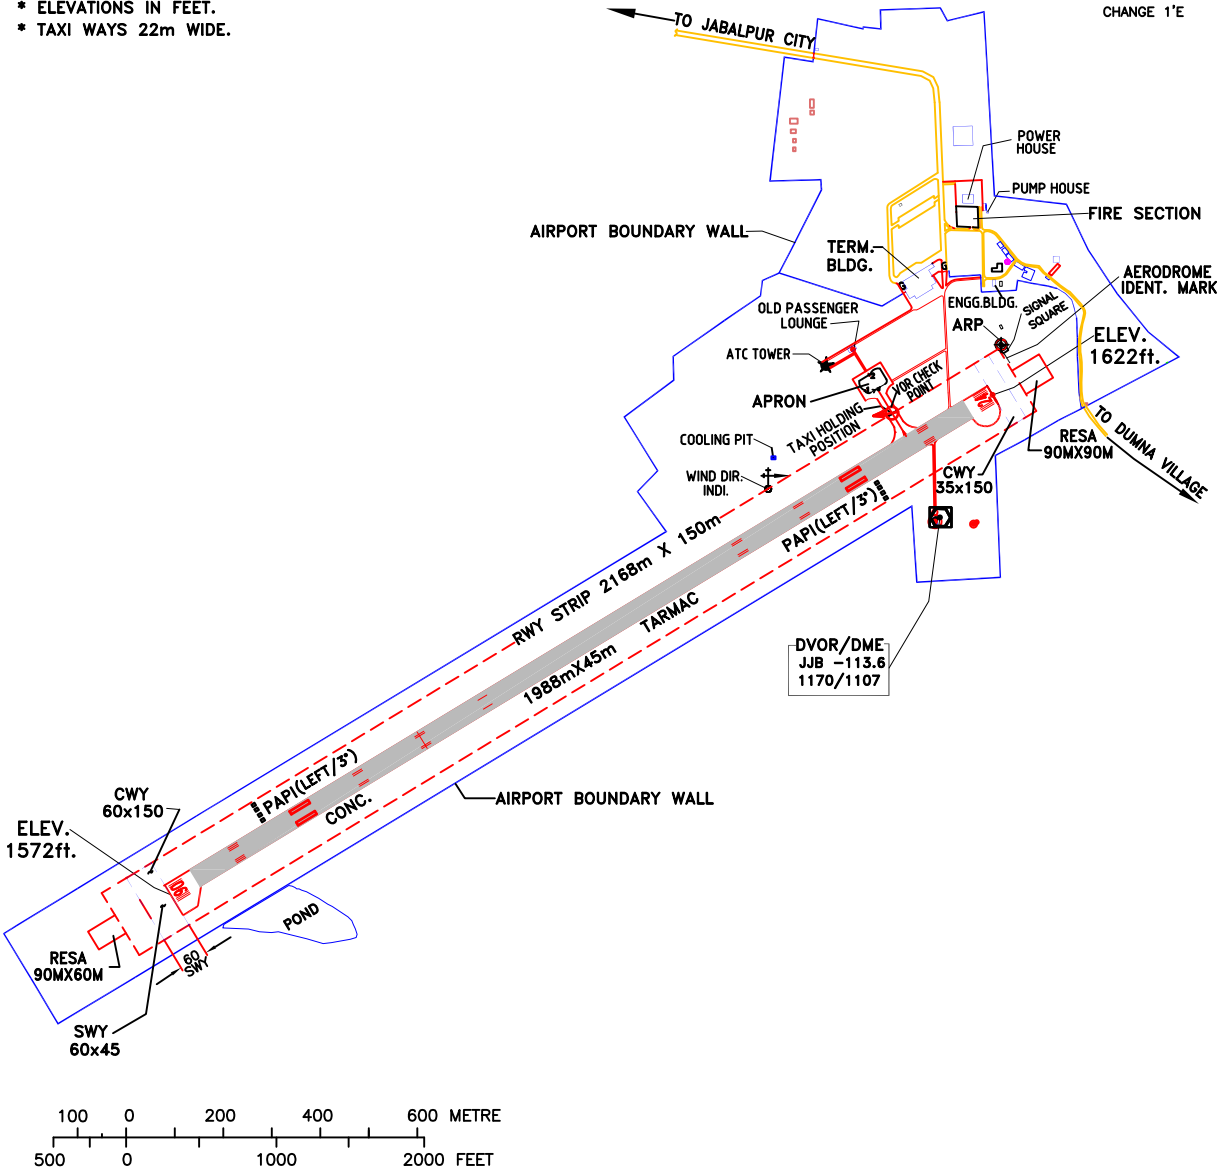 * ELEVATIONS IN FEET.
* TAXI WAYS 22m WIDE.
CHANGE 1'E
TO JABALPUR CITY
POWER
HOUSE
PUMP HOUSE
FIRE SECTION
AIRPORT BOUNDARY WALL
TERM.
BLDG.
G
G
AERODROME
IDENT. MARK
ENGG.BLDG.
SIGNAL
SQUARE
OLD PASSENGER
LOUNGE
ARP
ELEV.
1622ft.
ATC TOWER
APRON
VOR CHECK
POINT
TAXI HOLDING
POSITION
24
TO DUMNA VILLAGE
RESA
90MX90M
COOLING PIT
WIND DIR.
INDI.
CWY
35x150
PAPI(LEFT/3°)
RWY STRIP 2168m X 150m
TARMAC
1988mX45m
DVOR/DME
JJB -113.6
1170/1107
PAPI(LEFT/3°)
CONC.
AIRPORT BOUNDARY WALL
CWY
60x150
ELEV.
1572ft.
06
POND
RESA
90MX60M
60
SWY
SWY
60x45
100 0 200 400 600 METRE
500 0 1000 2000 FEET